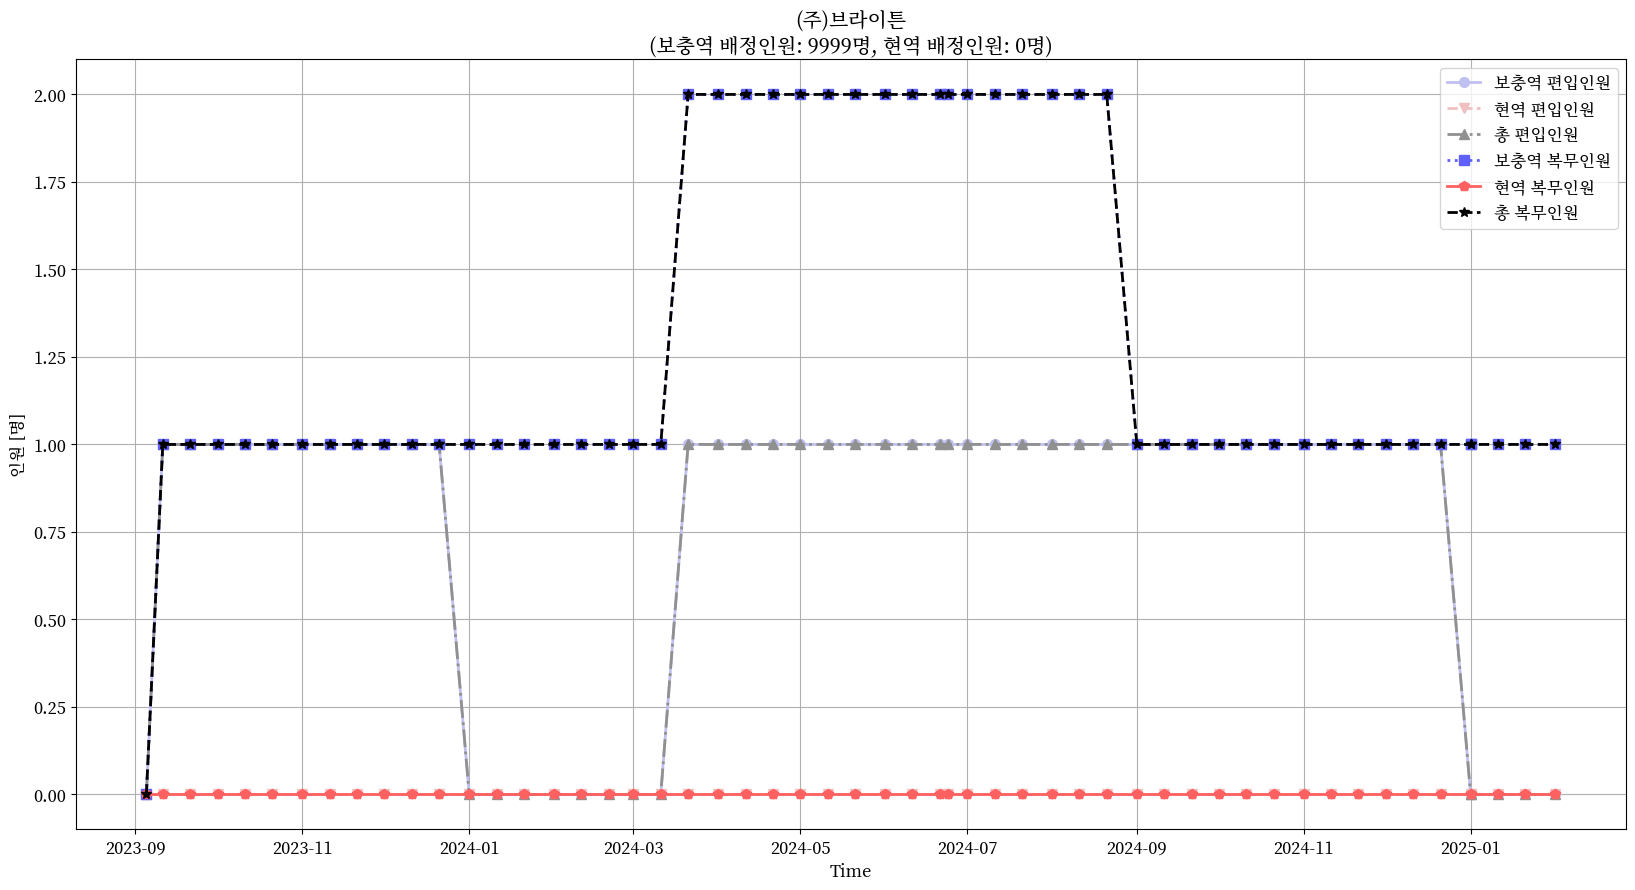 (주)브라이튼
(보충역 배정인원: 9999명, 현역 배정인원: 0명)
보충역 편입인원
현역 편입인원
총 편입인원
보충역 복무인원
현역 복무인원
총 복무인원
인원 [명]
2.00
1.75
1.50
1.25
1.00
0.75
0.50
0.25
0.00
2023-09
2023-11
2024-01
2024-03
2024-05
2024-07
2024-09
2024-11
2025-01
Time